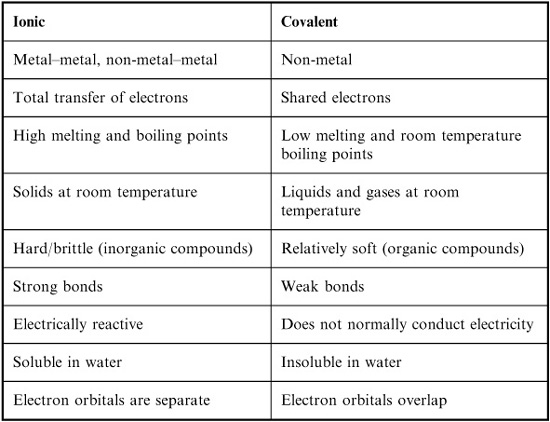 Ionic
Covalent
Metal–metal, non-metal–metal
Non-metal
Total transfer of electrons
Shared electrons
High melting and boiling points
Low melting and room temperature
boiling points
Solids at room temperature
Liquids and gases at room
temperature
Hard/brittle (inorganic compounds)
Relatively soft (organic compounds)
Strong bonds
Weak bonds
Electrically reactive
Does not normally conduct electricity
Soluble in water
Insoluble in water
Electron orbitals are separate
Electron orbitals overlap